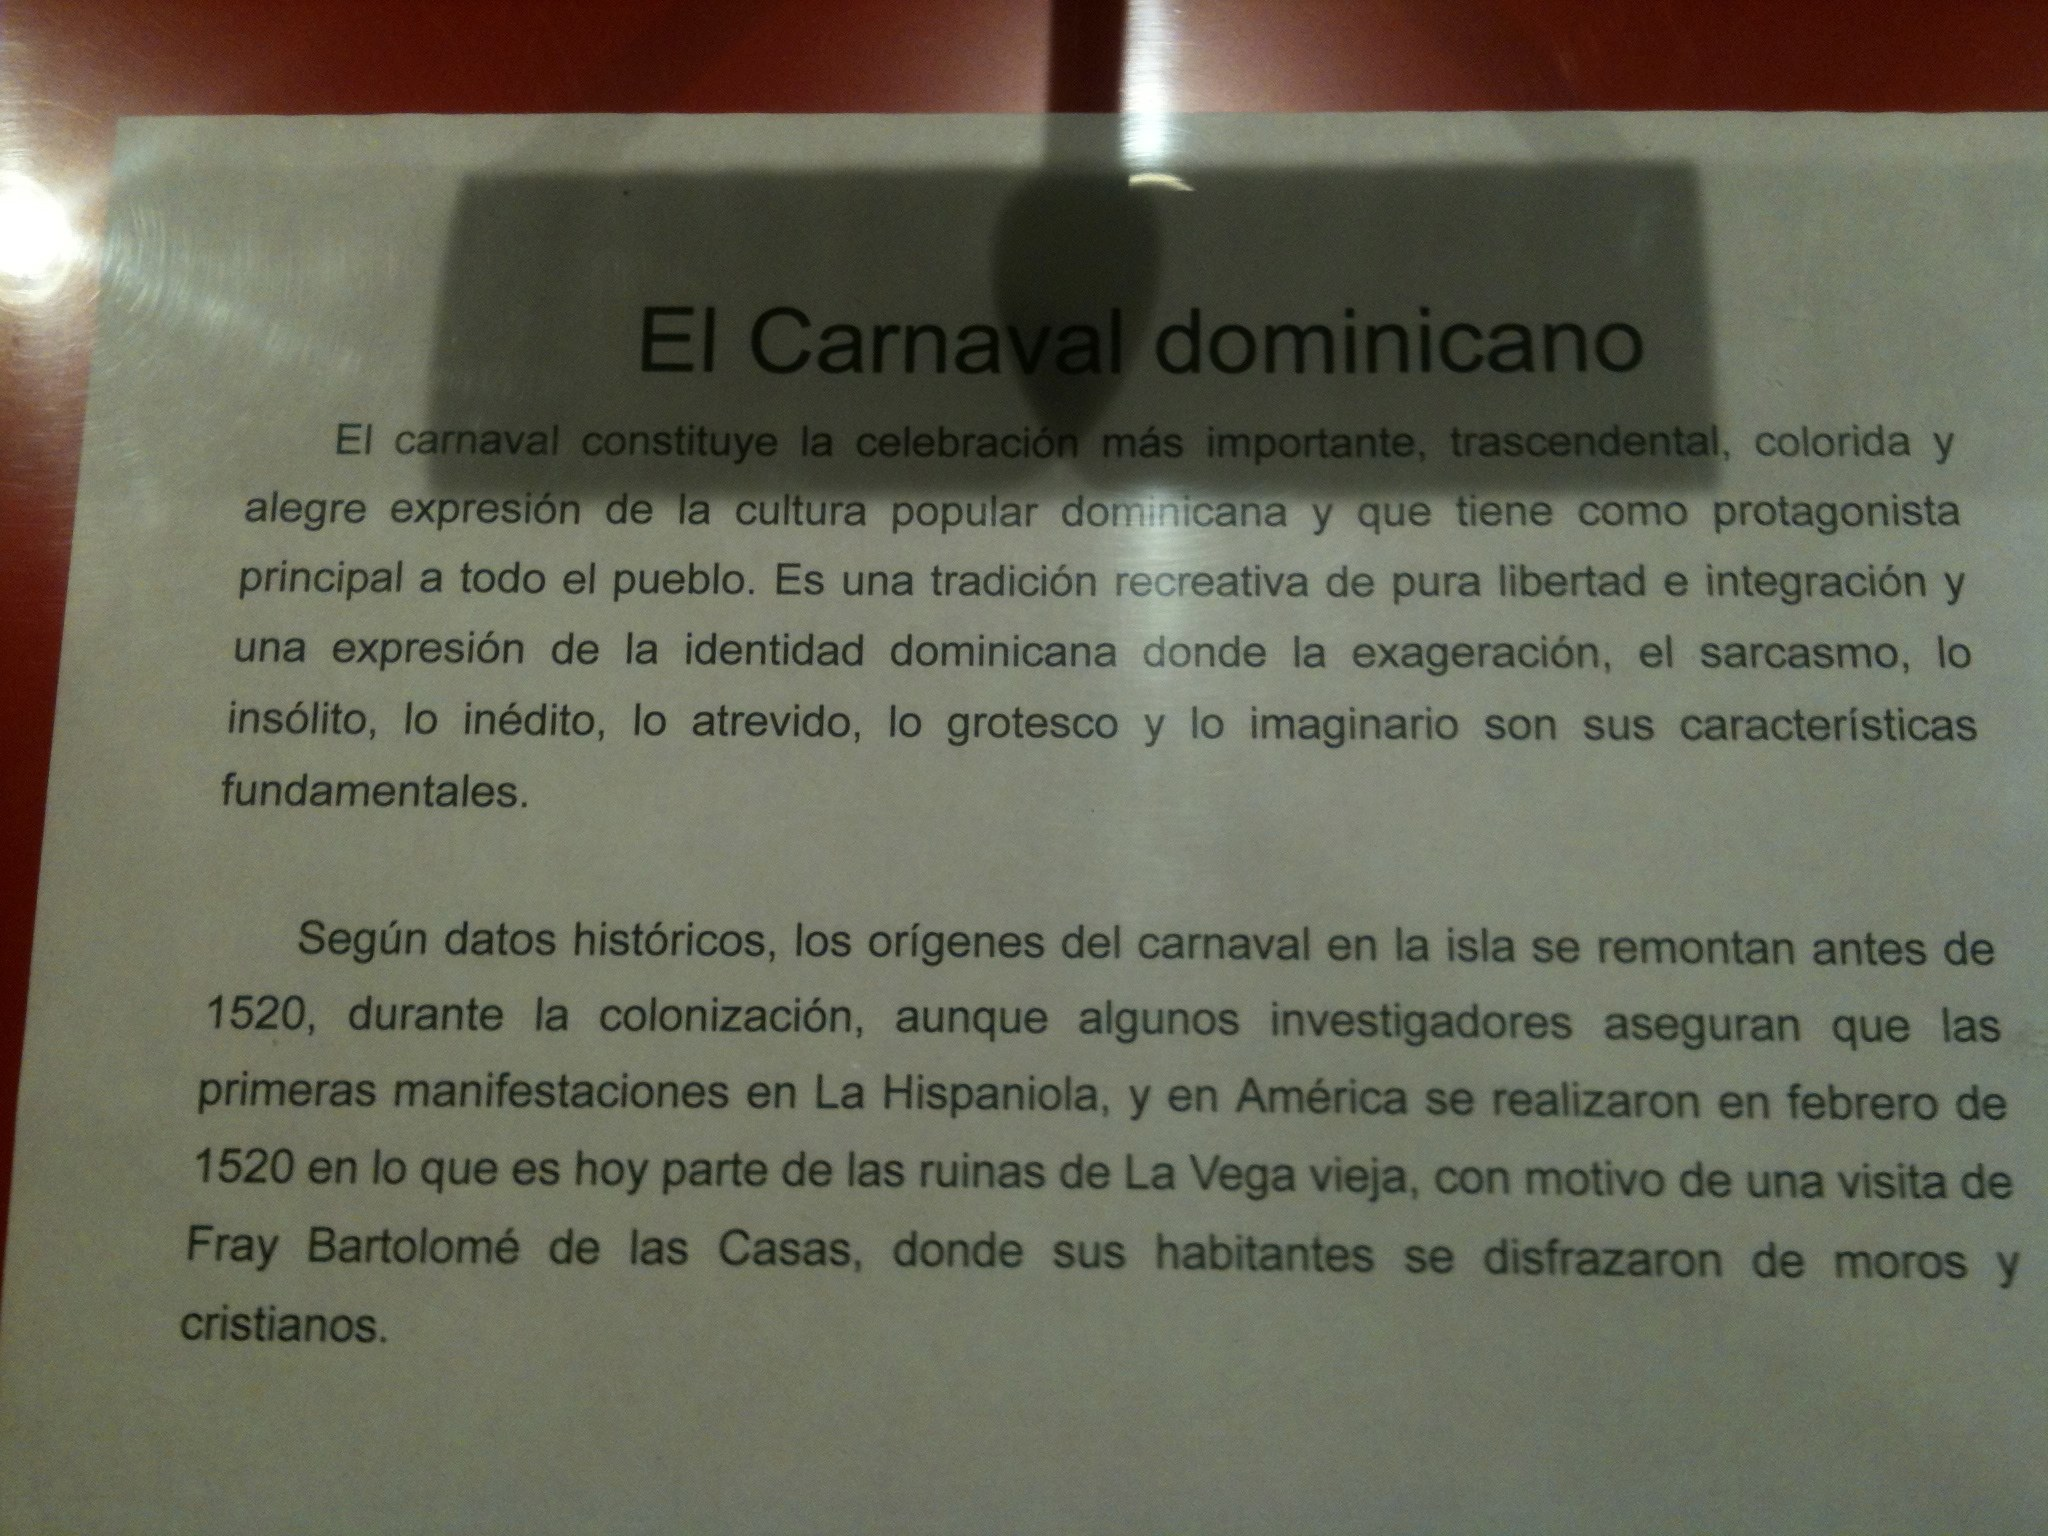 El Carnaval dominicano
El carnaval constituye la celebración más importante, trascendental, colorida y
alegre expresión de la cultura popular dominicana y que tiene como protagonista
principal a todo el pueblo. Es una tradición recreativa de pura libertad e integración y
una expresión de la identidad dominicana donde la exageración, el sarcasmo, lo
insólito, lo inédito, lo atrevido, lo grotesco y lo imaginario son sus características
fundamentales.
Según datos históricos, los orígenes del carnaval en la isla se remontan antes de
1520, durante la colonización, aunque algunos investigadores aseguran que las
primeras manifestaciones en La Hispaniola, y en América se realizaron en febrero de
1520 en lo que es hoy parte de las ruinas de La Vega vieja, con motivo de una visita de
Fray Bartolomé de las Casas, donde sus habitantes se disfrazaron de moros y
cristianos.